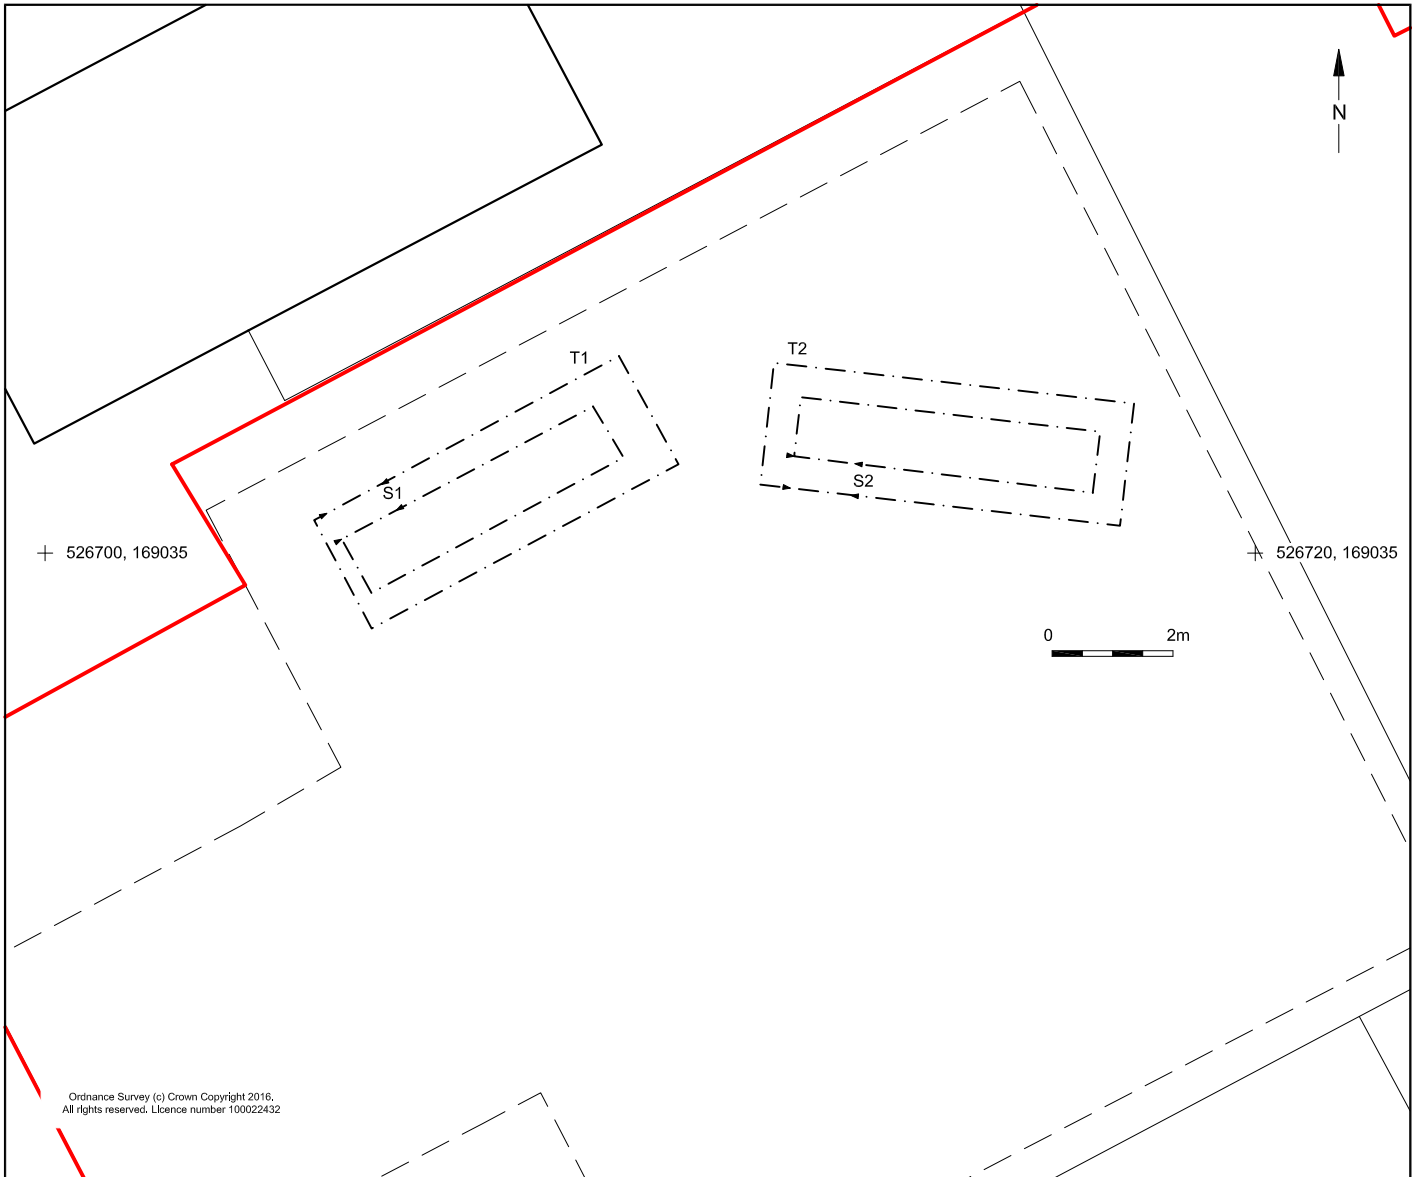 N
T1
T2
S1
S2
526700, 169035
526720, 169035
0 2m
Ordnance Survey (c) Crown Copyright 2016.
All rights reserved. Licence number 100022432